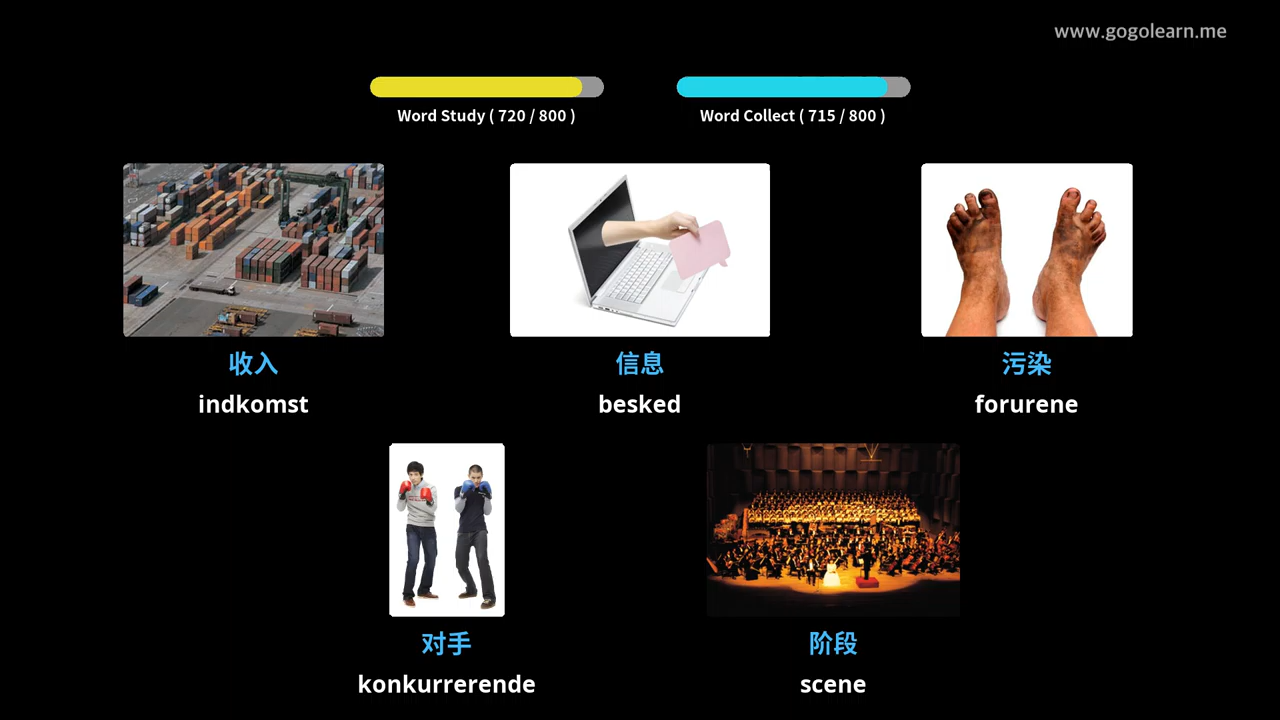 www.gogolearn.me
Word Study ( 720 / 800 )
Word Collect ( 715 / 800 )
收入
indkomst
信息
besked
污染
forurene
对手
konkurrerende
阶段
scene